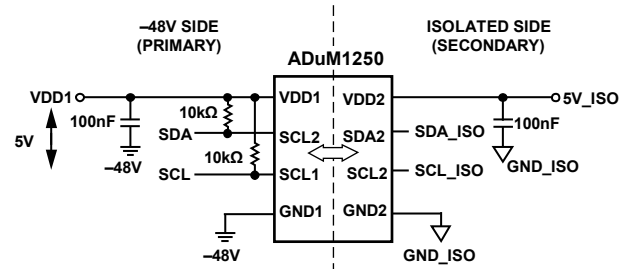 –48V SIDE
(PRIMARY)
ISOLATED SIDE
(SECONDARY)
ADuM1250
VDD1
10kΩ
VDD1
VDD2
5V_ISO
5V
100nF
100nF
SDA
SCL2
SDA2
SDA_ISO
–48V
10kΩ
GND_ISO
SCL
SCL1
SCL2
SCL_ISO
GND1
GND2
–48V
GND_ISO